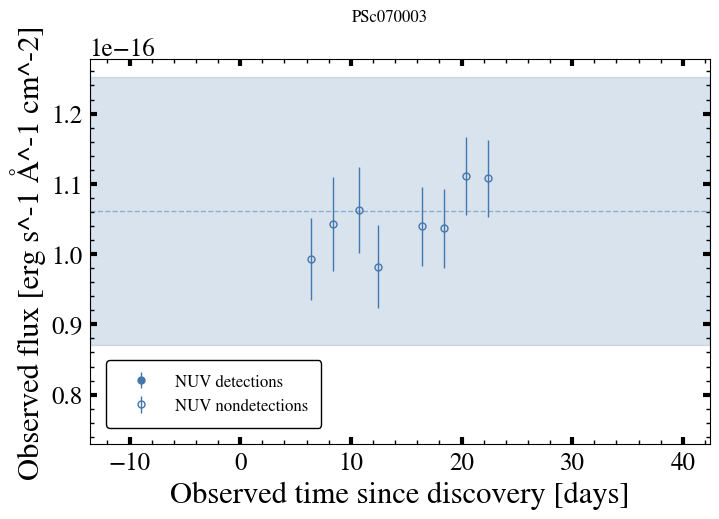 PSc070003
1e−16
Observed flux [erg s^-1 Å^-1 cm^-2]
1.2
1.1
1.0
0.9
0.8
NUV detections
NUV nondetections
−10 0 10 20 30 40
Observed time since discovery [days]